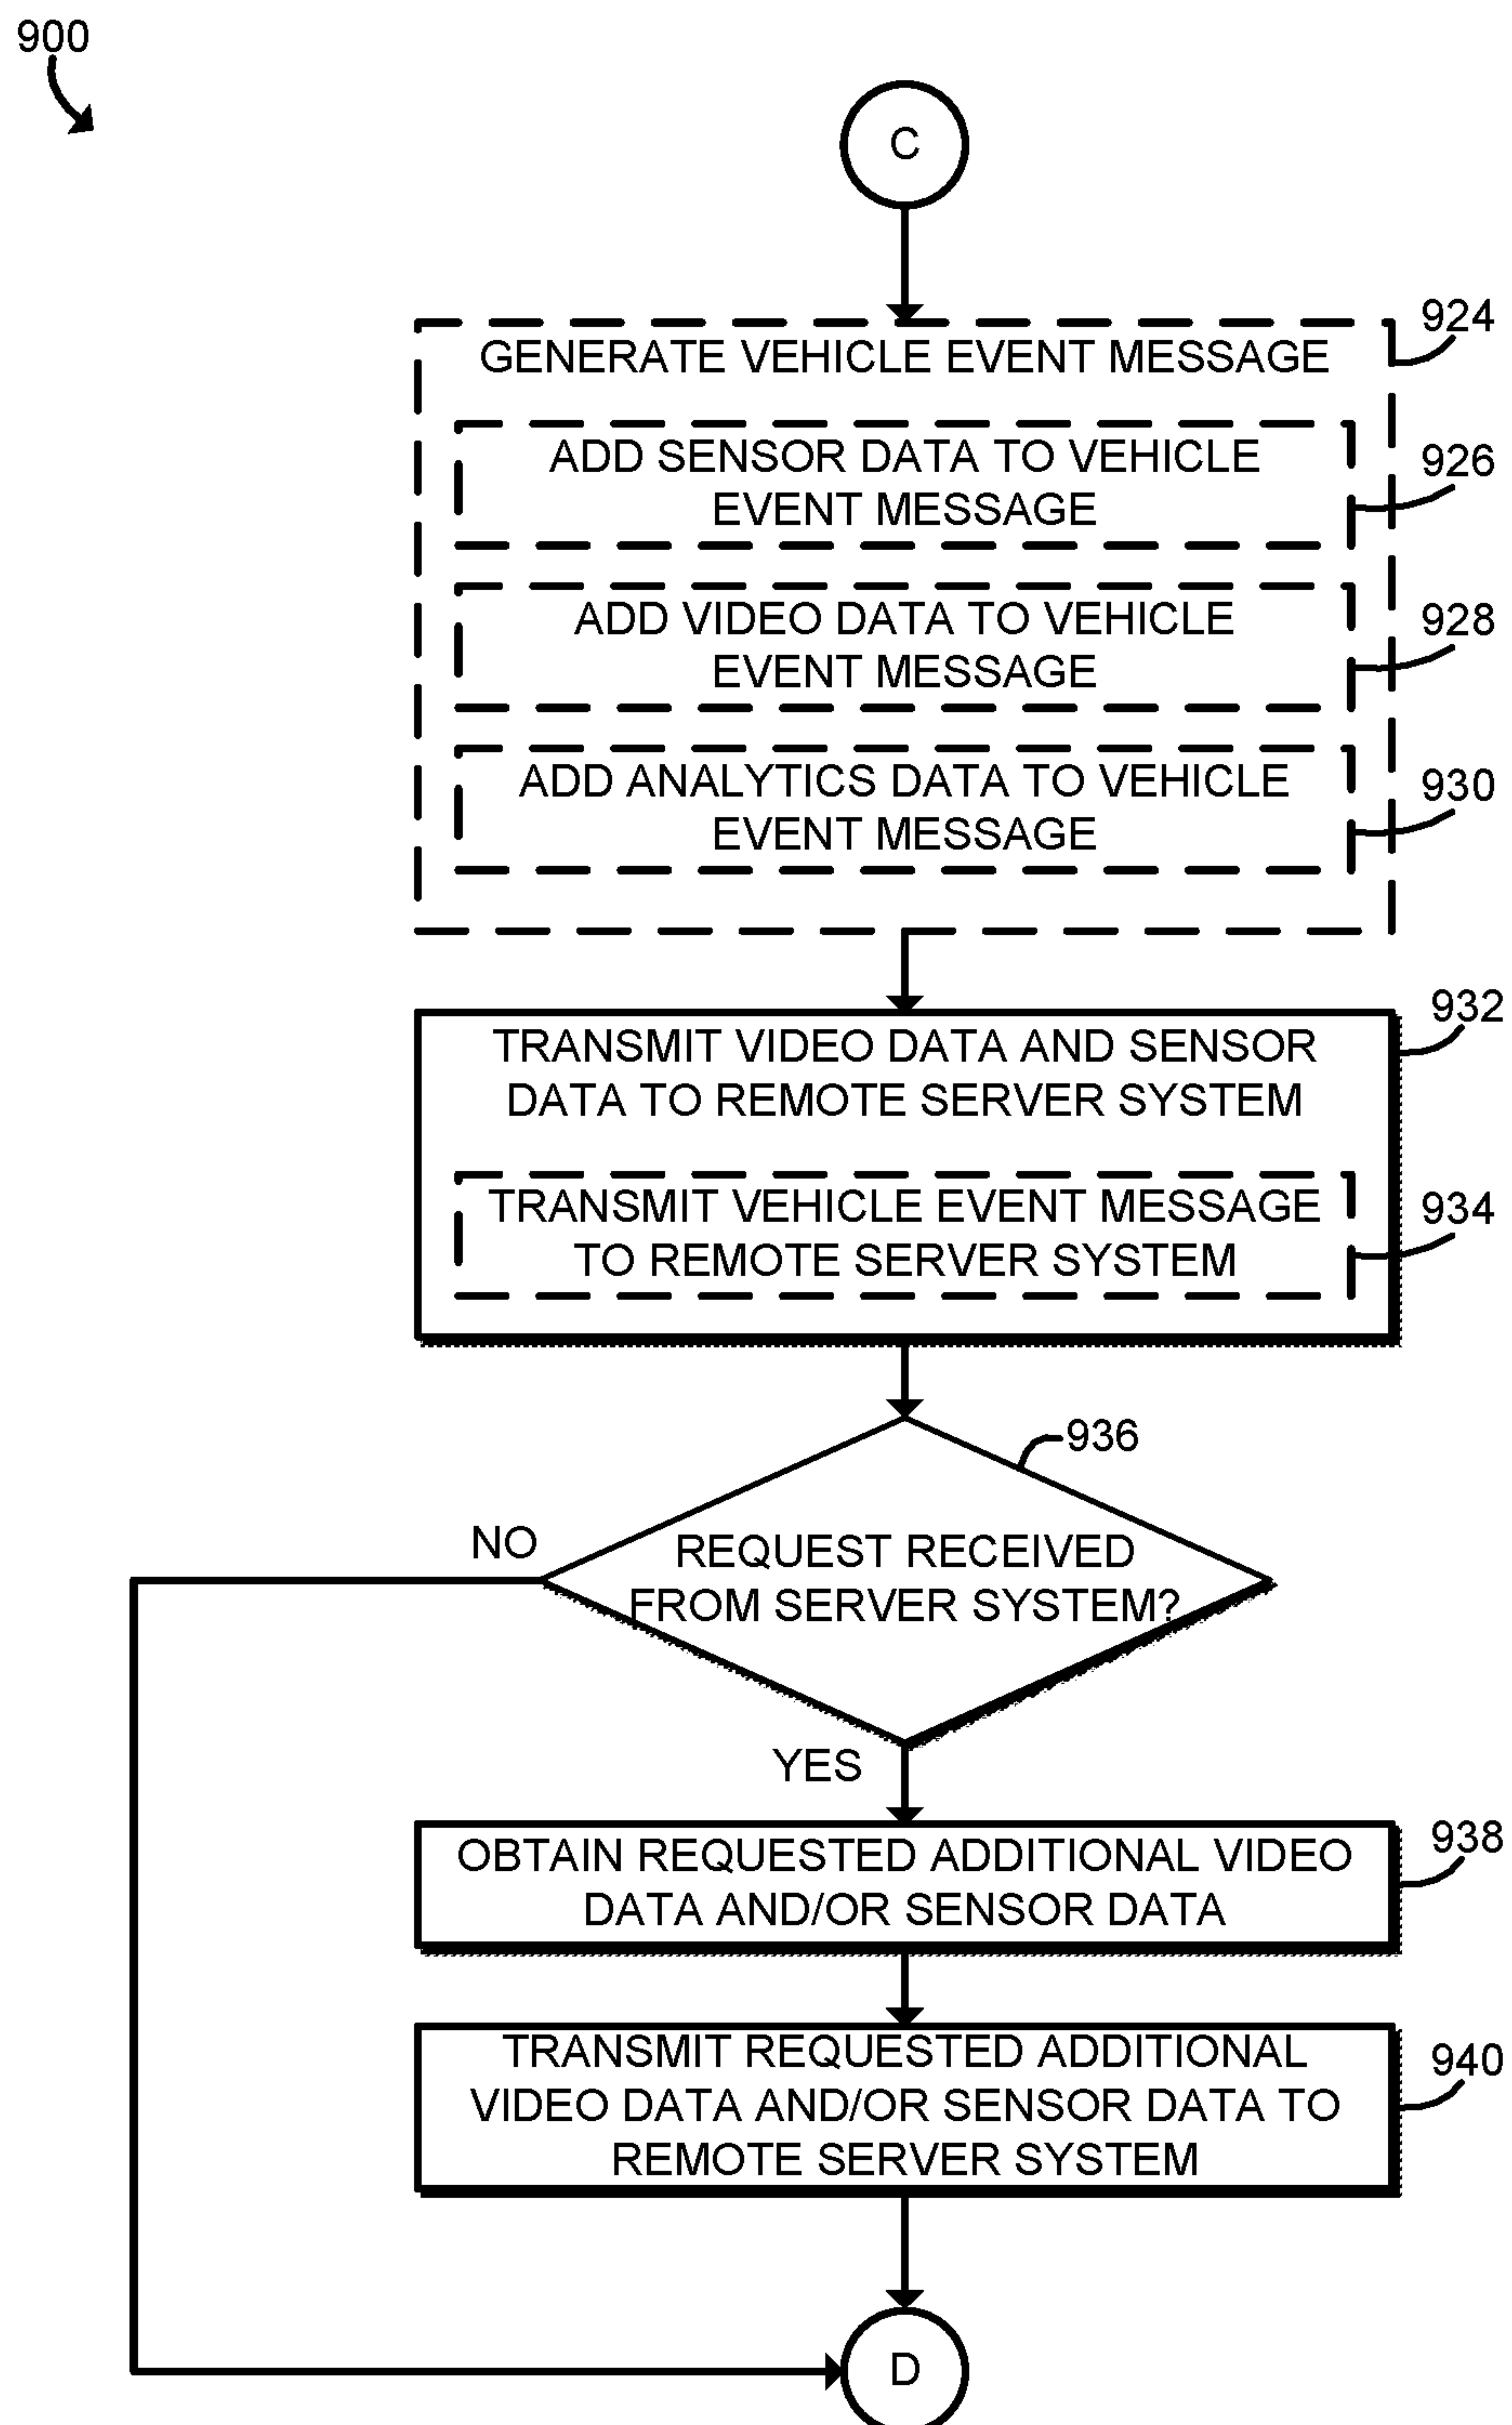 900
C
924
GENERATE VEHICLE EVENT MESSAGE
ADD SENSOR DATA TO VEHICLE
EVENT MESSAGE
926
ADD VIDEO DATA TO VEHICLE
EVENT MESSAGE
928
ADD ANALYTICS DATA TO VEHICLE
EVENT MESSAGE
930
932
TRANSMIT VIDEO DATA AND SENSOR
DATA TO REMOTE SERVER SYSTEM
TRANSMIT VEHICLE EVENT MESSAGE
TO REMOTE SERVER SYSTEM
934
936
NO
REQUEST RECEIVED
FROM SERVER SYSTEM?
YES
938
OBTAIN REQUESTED ADDITIONAL VIDEO
DATA AND/OR SENSOR DATA
TRANSMIT REQUESTED ADDITIONAL
VIDEO DATA AND/OR SENSOR DATA TO
REMOTE SERVER SYSTEM
940
D